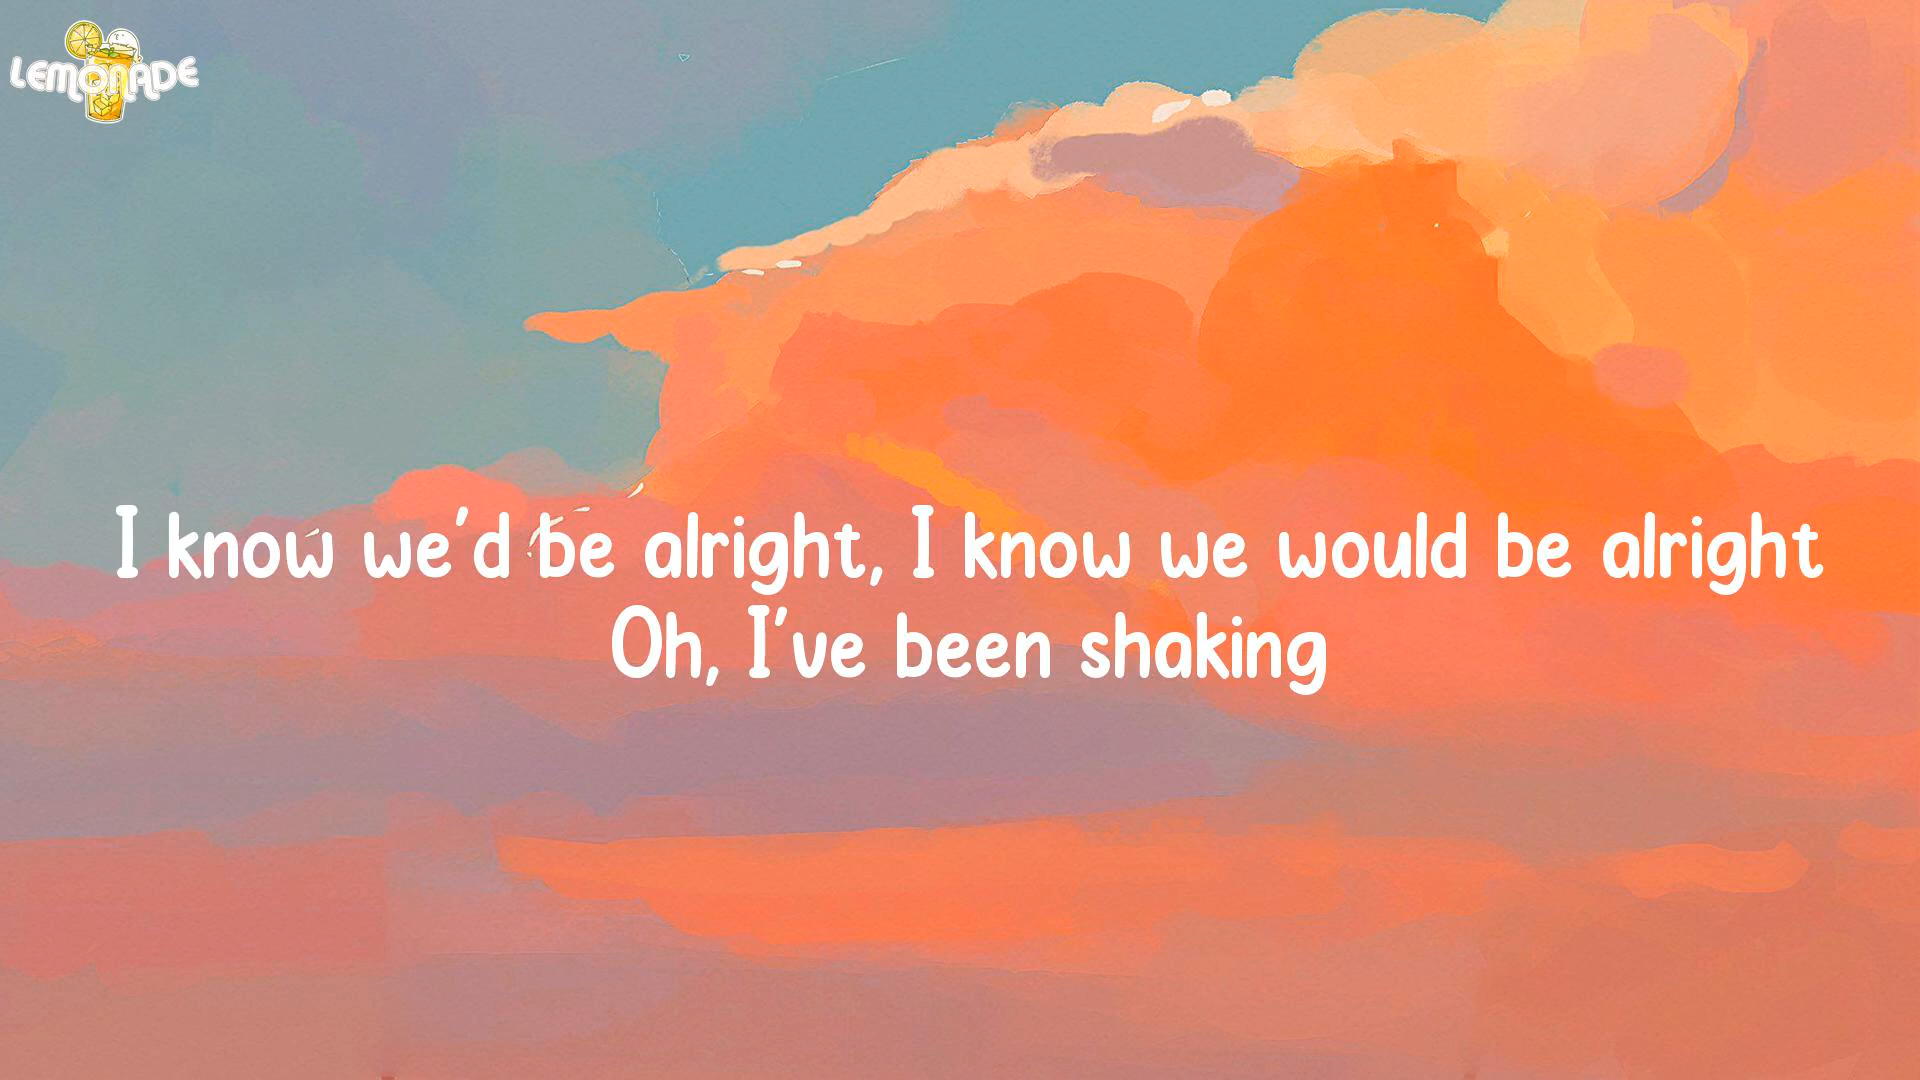 LEMONADE
I know we'd be alright, I know we would be alright
Oh, I've been shaking